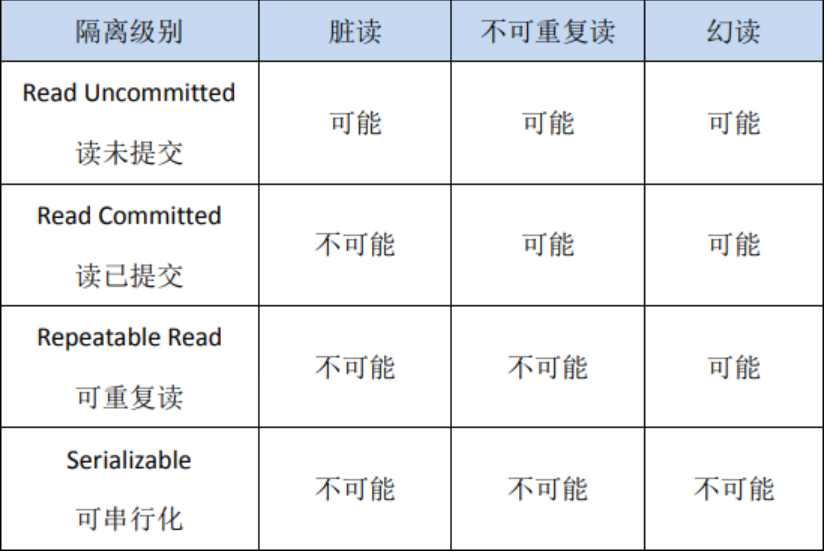 隔离级别 脏读 不可重复读 幻读
Read Uncommitted
读未提交 可能 可能 可能
Read Committed
读已提交 不可能 可能 可能
Repeatable Read
可重复读 不可能 不可能 可能
Serializable
可串行化 不可能 不可能 不可能